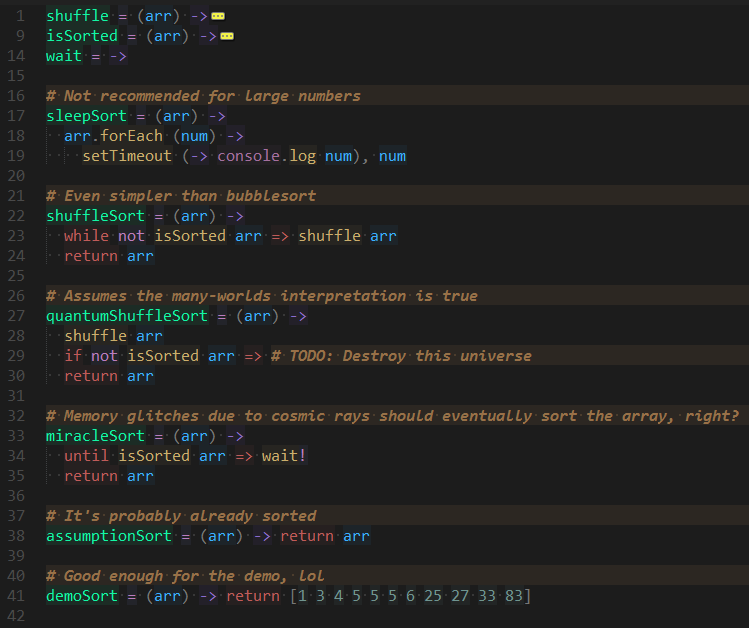 1 shuffle = (arr) ->
9 isSorted = (arr) ->
14 wait = ->
15
16 # Not recommended for large numbers
17 sleepSort = (arr) ->
18   arr.forEach (num) ->
19     setTimeout (-> console.log num), num
20
21 # Even simpler than bubblesort
22 shuffleSort = (arr) ->
23   while not isSorted arr => shuffle arr
24   return arr
25
26 # Assumes the many-worlds interpretation is true
27 quantumShuffleSort = (arr) ->
28   shuffle arr
29   if not isSorted arr => # TODO: Destroy this universe
30   return arr
31
32 # Memory glitches due to cosmic rays should eventually sort the array, right?
33 miracleSort = (arr) ->
34   until isSorted arr => wait!
35   return arr
36
37 # It's probably already sorted
38 assumptionSort = (arr) -> return arr
39
40 # Good enough for the demo, lol
41 demoSort = (arr) -> return [1 3 4 5 5 5 6 25 27 33 83]
42